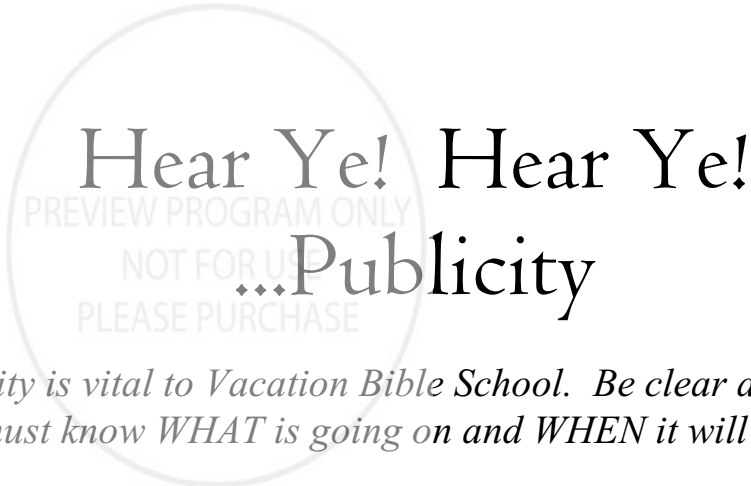 Hear Ye! Hear Ye!
PREVIEW PROGRAM ONLY
NOT FOR USE
...Publicity
PLEASE PURCHASE
is vital to Vacation Bible School. Be clear
know WHAT is going on and WHEN it will